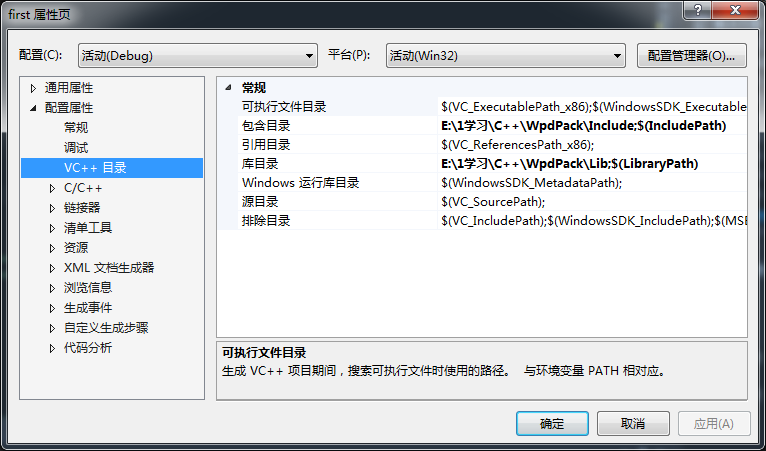 first 属性页
配置(C): 活动(Debug) 平台(P): 活动(Win32) 配置管理器(O)...
通用属性
配置属性
常规
调试
VC++ 目录
C/C++
链接器
清单工具
资源
XML 文档生成器
浏览信息
生成事件
自定义生成步骤
代码分析
常规
可执行文件目录 $(VC_ExecutablePath_x86);$(WindowsSDK_Executable
包含目录 E:\1学习\C++\WpdPack\Include;$(IncludePath)
引用目录 $(VC_ReferencesPath_x86);
库目录 E:\1学习\C++\WpdPack\Lib;$(LibraryPath)
Windows 运行库目录 $(WindowsSDK_MetadataPath);
源目录 $(VC_SourcePath);
排除目录 $(VC_IncludePath);$(WindowsSDK_IncludePath);$(MSB
可执行文件目录
生成 VC++ 项目期间，搜索可执行文件时使用的路径。 与环境变量 PATH 相对应。
确定 取消 应用(A)